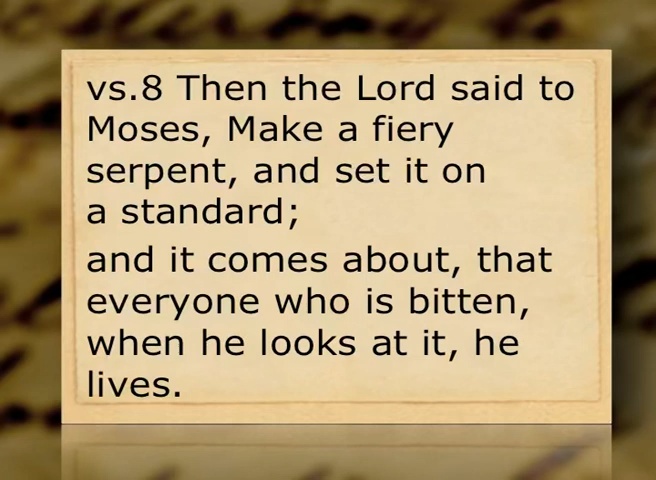 vs.8 Then the Lord said to
Moses, Make a fiery
serpent, and set it on
a standard;
and it comes about, that
everyone who is bitten,
when he looks at it, he
lives.